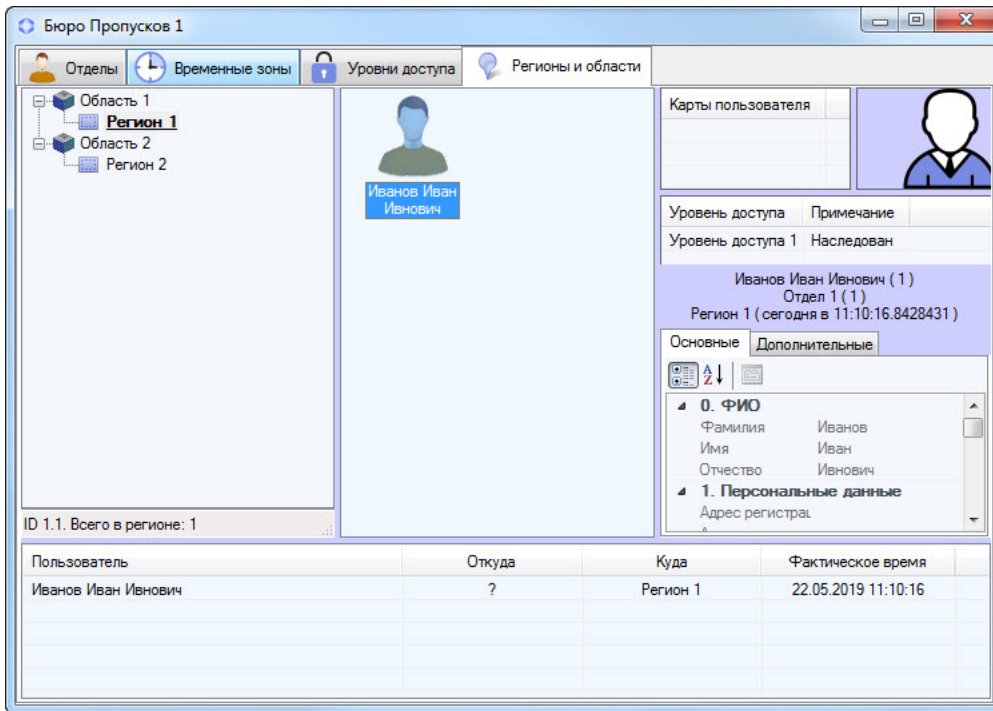 Бюро Пропусков 1
Отделы
Временные зоны
Уровни доступа
Регионы и области
Область 1
Регион 1
Область 2
Регион 2
ID 1.1. Всего в регионе: 1
Иванов Иван
Ивнович
Карты пользователя
Уровень доступа Примечание
Уровень доступа 1 Наследован
Иванов Иван Ивнович ( 1 )
Отдел 1 ( 1 )
Регион 1 ( сегодня в 11:10:16.8428431 )
Основные Дополнительные
0. ФИО
Фамилия Иванов
Имя Иван
Отчество Ивнович
1. Персональные данные
Адрес регистрац
Пользователь Откуда Куда Фактическое время
Иванов Иван Ивнович ? Регион 1 22.05.2019 11:10:16